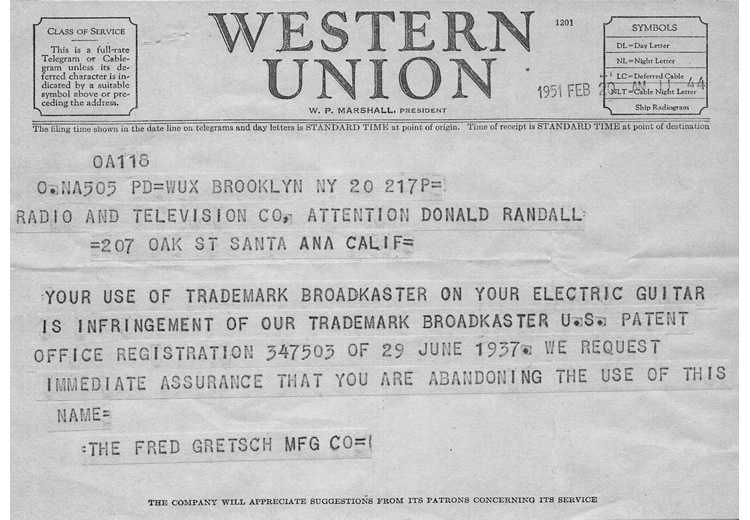 CLASS OF SERVICE
This is a full-rate
Telegram or Cable-
gram unless its de-
ferred character is in-
dicated by a suitable
symbol above or pre-
ceding the address.
WESTERN
UNION
W. P. MARSHALL, PRESIDENT
1201
SYMBOLS
DL=Day Letter
NL=Night Letter
LC=Deferred Cable
NLT=Cable Night Letter
Ship Radiogram
1951 FEB 20 AM 11 44
The filing time shown in the date line on telegrams and day letters is STANDARD TIME at point of origin. Time of receipt is STANDARD TIME at point of destination
OA118
O.NA505 PD=WUX BROOKLYN NY 20 217P=
RADIO AND TELEVISION CO, ATTENTION DONALD RANDALL
=207 OAK ST SANTA ANA CALIF=
:YOUR USE OF TRADEMARK BROADKASTER ON YOUR ELECTRIC GUITAR
IS INFRINGEMENT OF OUR TRADEMARK BROADKASTER U.S. PATENT
OFFICE REGISTRATION 347503 OF 29 JUNE 1937. WE REQUEST
IMMEDIATE ASSURANCE THAT YOU ARE ABANDONING THE USE OF THIS
NAME=
:THE FRED GRETSCH MFG CO=
THE COMPANY WILL APPRECIATE SUGGESTIONS FROM ITS PATRONS CONCERNING ITS SERVICE